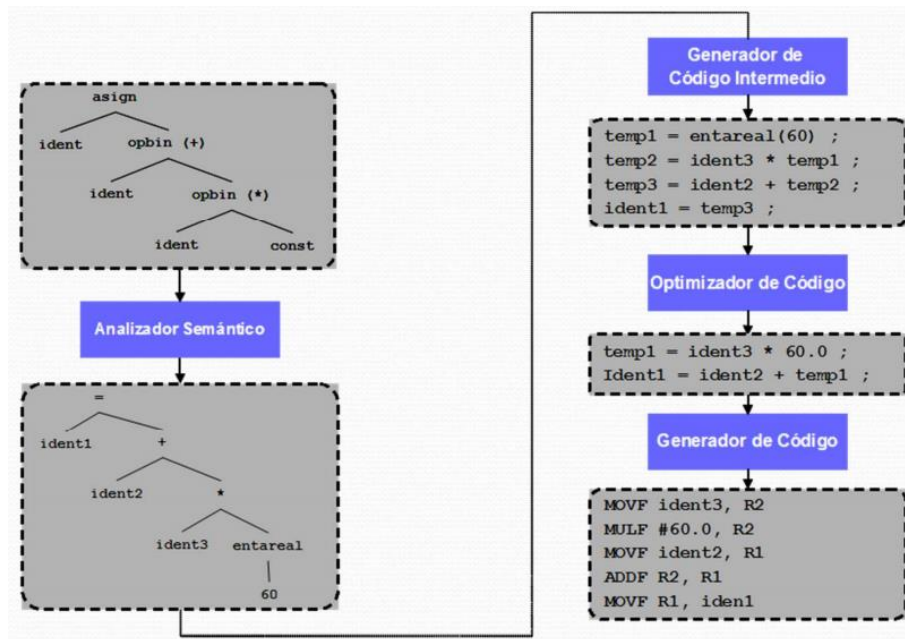 asign
ident opbin (+)
ident opbin (*)
ident const
Analizador Semántico
=
ident1 +
ident2 *
ident3 entareal
60
Generador de
Código Intermedio
temp1 = entareal(60) ;
temp2 = ident3 * temp1 ;
temp3 = ident2 + temp2 ;
ident1 = temp3 ;
Optimizador de Código
temp1 = ident3 * 60.0 ;
Ident1 = ident2 + temp1 ;
Generador de Código
MOVF ident3, R2
MULF #60.0, R2
MOVF ident2, R1
ADDF R2, R1
MOVF R1, iden1